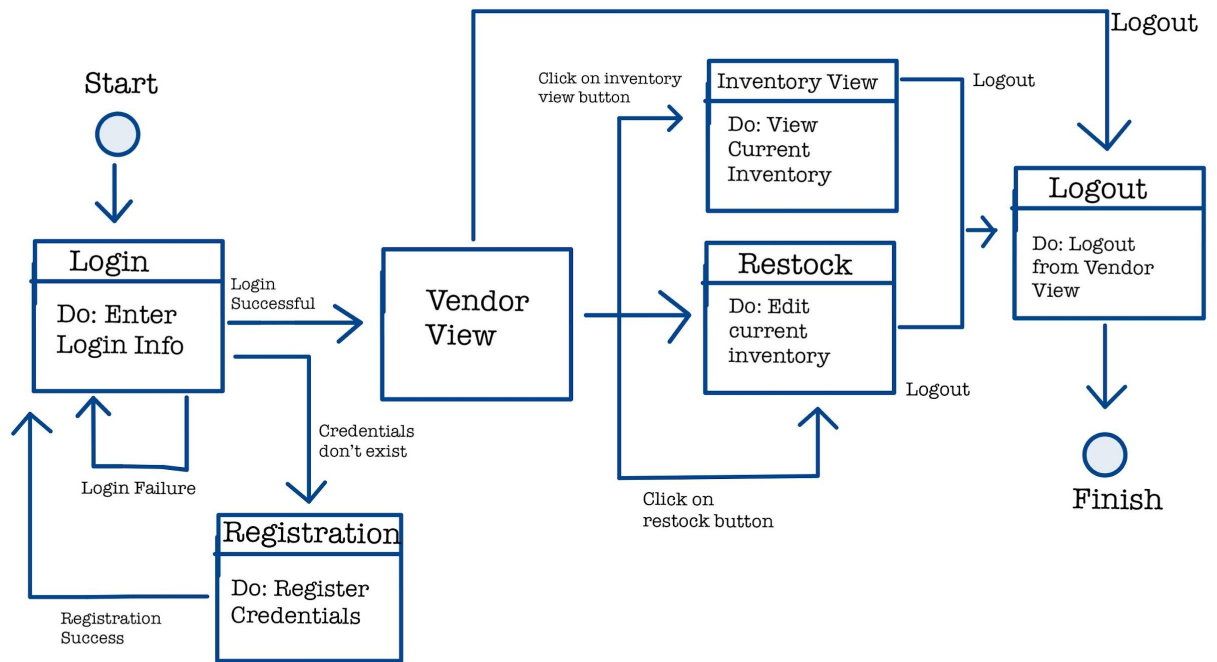 Start
Login
Do: Enter
Login Info
Login
Successful
Login Failure
Credentials
don't exist
Registration
Do: Register
Credentials
Registration
Success
Vendor
View
Click on inventory
view button
Inventory View
Do: View
Current
Inventory
Logout
Restock
Do: Edit
current
inventory
Logout
Click on
restock button
Logout
Logout
Do: Logout
from Vendor
View
Finish